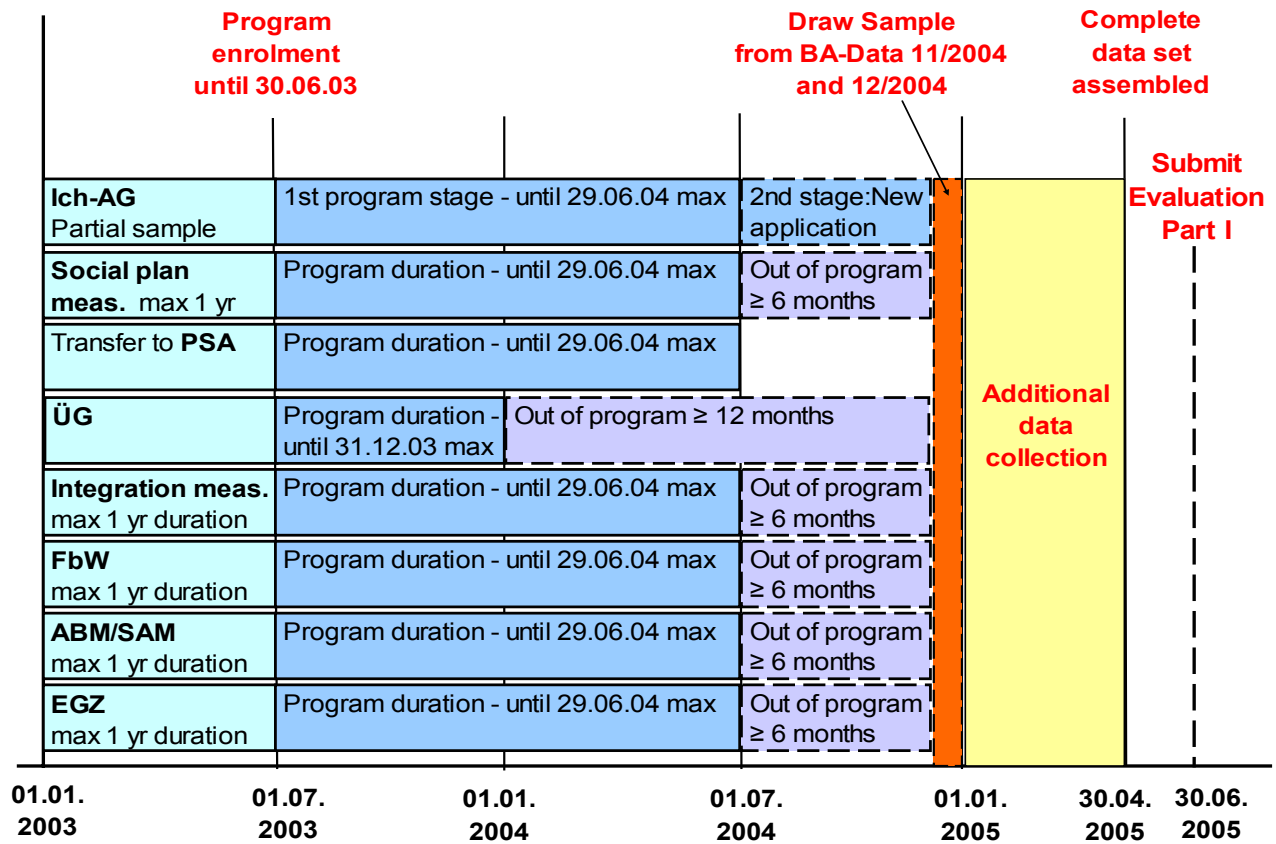 Program
enrolment
until 30.06.03
Draw Sample
from BA-Data 11/2004
and 12/2004
Complete
data set
assembled
Submit
Evaluation
Part I
Ich-AG
Partial sample
1st program stage - until 29.06.04 max
2nd stage:New
application
Social plan
meas. max 1 yr
Program duration - until 29.06.04 max
Out of program
≥ 6 months
Transfer to PSA
Program duration - until 29.06.04 max
ÜG
Program duration -
until 31.12.03 max
Out of program ≥ 12 months
Integration meas.
max 1 yr duration
Program duration - until 29.06.04 max
Out of program
≥ 6 months
FbW
max 1 yr duration
Program duration - until 29.06.04 max
Out of program
≥ 6 months
ABM/SAM
max 1 yr duration
Program duration - until 29.06.04 max
Out of program
≥ 6 months
EGZ
max 1 yr duration
Program duration - until 29.06.04 max
Out of program
≥ 6 months
Additional
data
collection
01.01.
2003
01.07.
2003
01.01.
2004
01.07.
2004
01.01.
2005
30.04.
2005
30.06.
2005